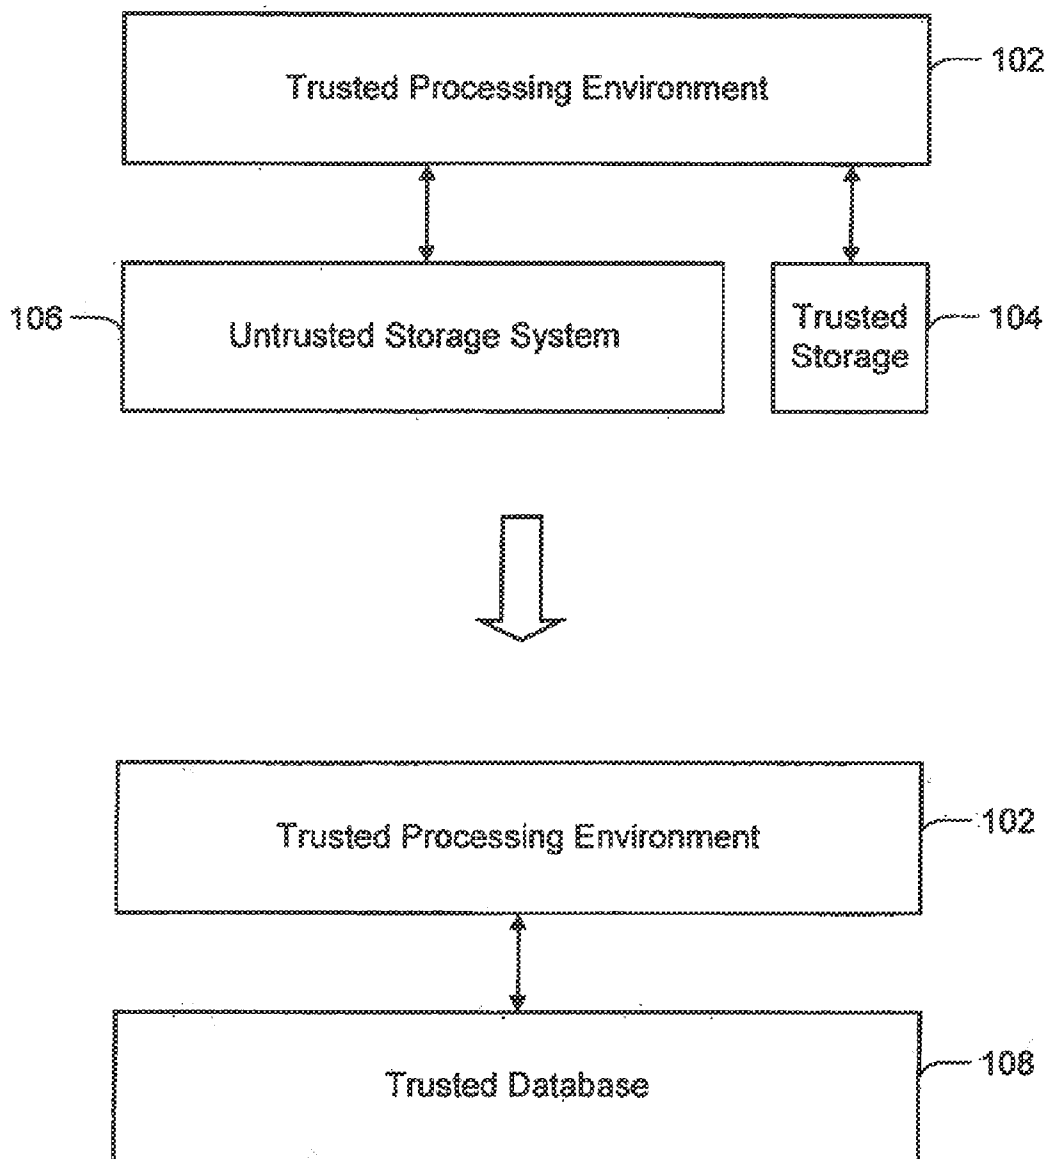 Trusted Processing Environment
102
106
Untrusted Storage System
Trusted
Storage
104
Trusted Processing Environment
102
Trusted Database
108